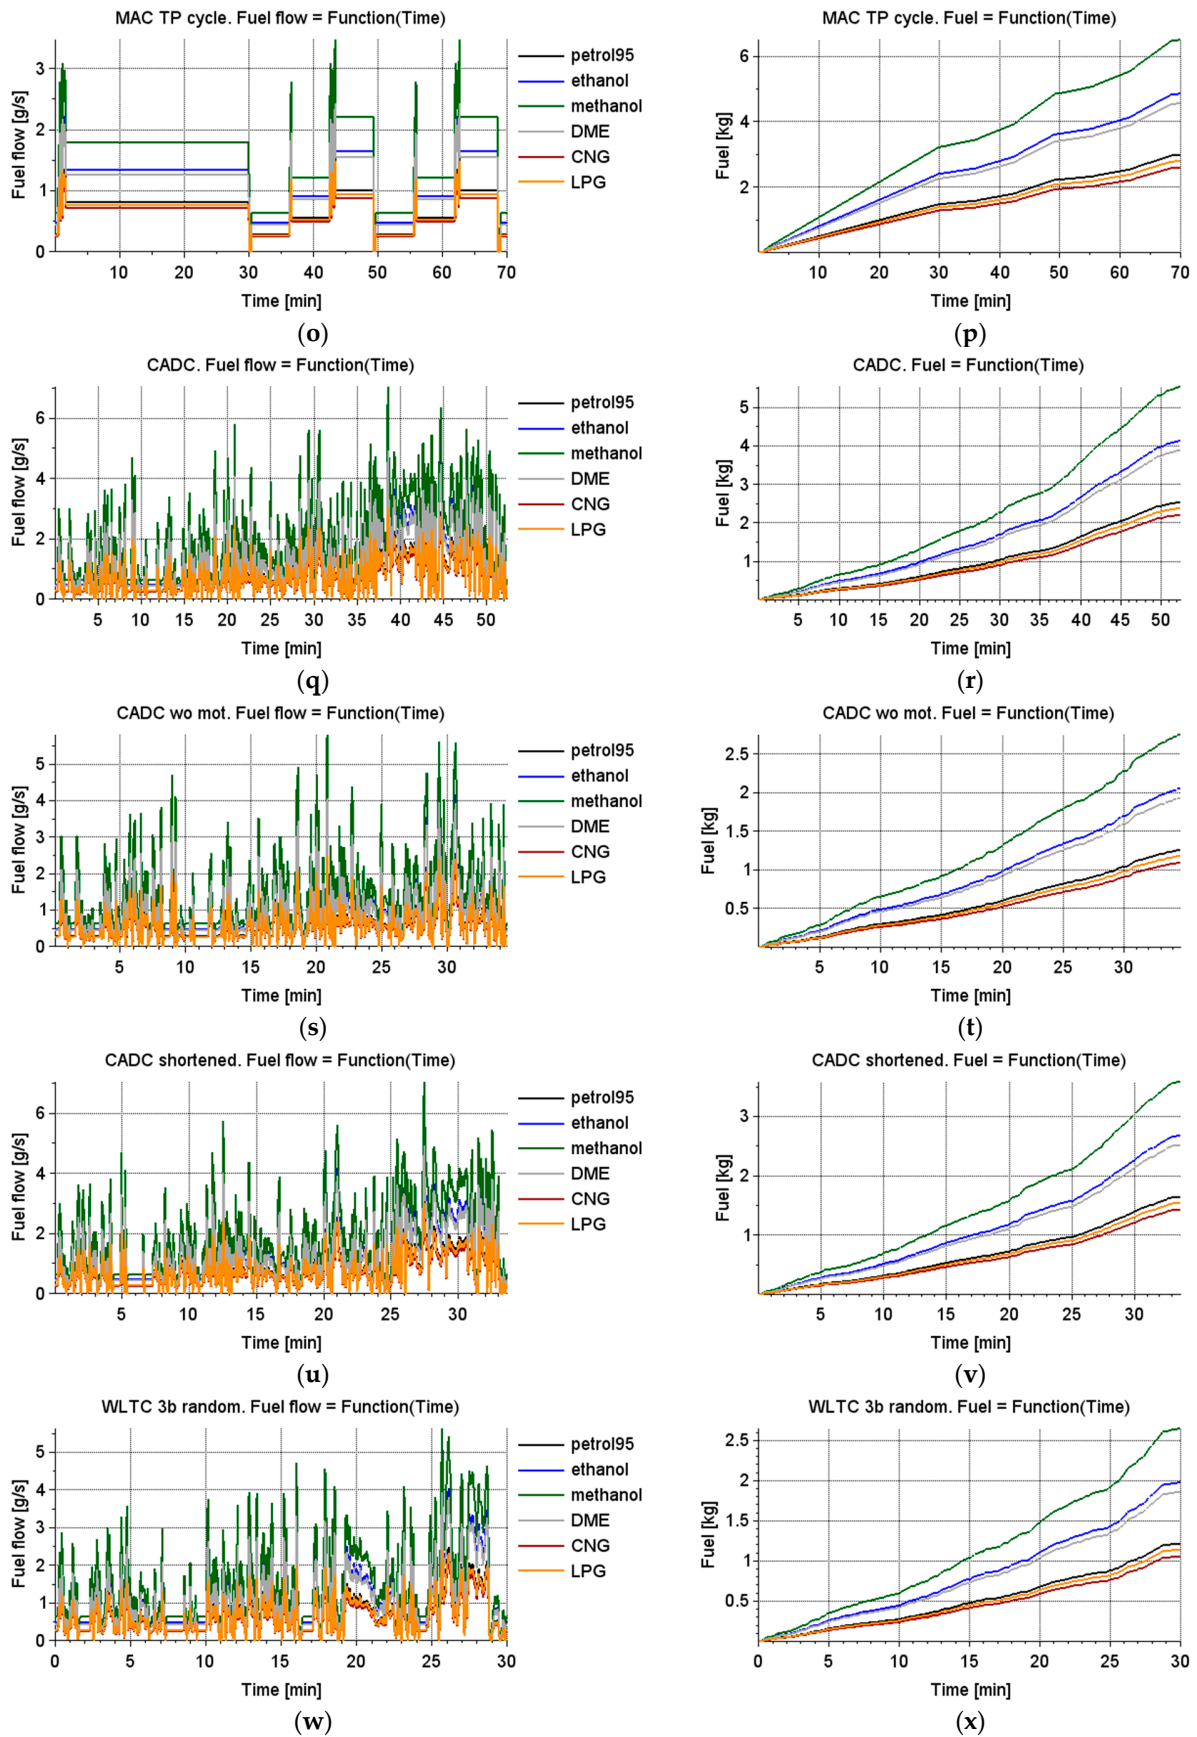 MAC TP cycle. Fuel flow = Function(Time)
Fuel flow [g/s]
3
2
1
0
10 20 30 40 50 60 70
Time [min]
petrol95
ethanol
methanol
DME
CNG
LPG
(o)
MAC TP cycle. Fuel = Function(Time)
Fuel [kg]
6
4
2
10 20 30 40 50 60 70
Time [min]
(p)
CADC. Fuel flow = Function(Time)
Fuel flow [g/s]
6
4
2
0
5 10 15 20 25 30 35 40 45 50
Time [min]
petrol95
ethanol
methanol
DME
CNG
LPG
(q)
CADC. Fuel = Function(Time)
Fuel [kg]
5
4
3
2
1
5 10 15 20 25 30 35 40 45 50
Time [min]
(r)
CADC wo mot. Fuel flow = Function(Time)
Fuel flow [g/s]
5
4
3
2
1
0
5 10 15 20 25 30
Time [min]
petrol95
ethanol
methanol
DME
CNG
LPG
(s)
CADC wo mot. Fuel = Function(Time)
Fuel [kg]
2.5
2
1.5
1
0.5
5 10 15 20 25 30
Time [min]
(t)
CADC shortened. Fuel flow = Function(Time)
Fuel flow [g/s]
6
4
2
0
5 10 15 20 25 30
Time [min]
petrol95
ethanol
methanol
DME
CNG
LPG
(u)
CADC shortened. Fuel = Function(Time)
Fuel [kg]
3
2
1
5 10 15 20 25 30
Time [min]
(v)
WLTC 3b random. Fuel flow = Function(Time)
Fuel flow [g/s]
5
4
3
2
1
0
0 5 10 15 20 25 30
Time [min]
petrol95
ethanol
methanol
DME
CNG
LPG
(w)
WLTC 3b random. Fuel = Function(Time)
Fuel [kg]
2.5
2
1.5
1
0.5
0 5 10 15 20 25 30
Time [min]
(x)